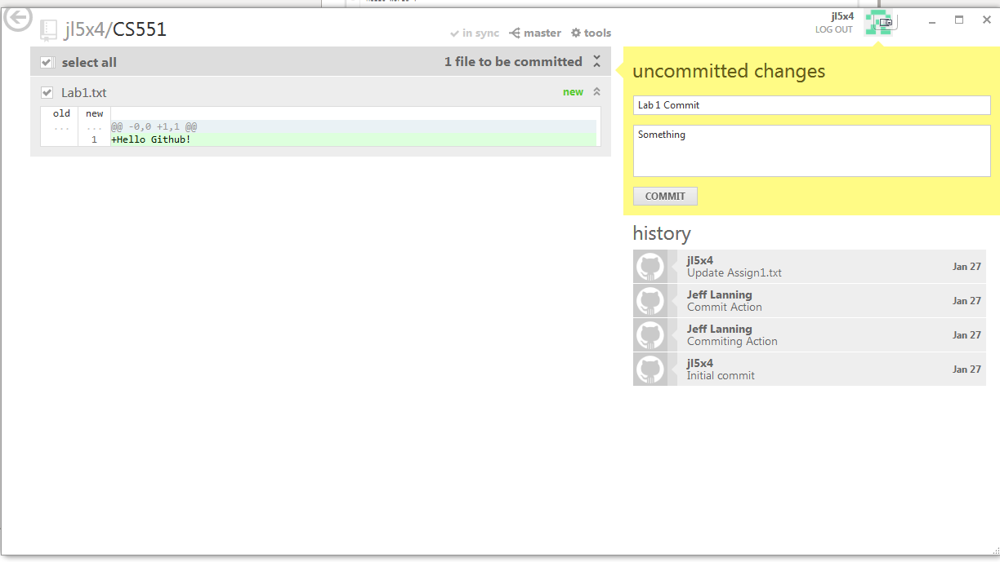 jl5x4
LOG OUT
jl5x4/CS551
in sync master tools
select all 1 file to be committed
Lab1.txt new
old new
... ... @@ -0,0 +1,1 @@
1 +Hello Github!
uncommitted changes
Lab 1 Commit
Something
COMMIT
history
jl5x4
Update Assign1.txt Jan 27
Jeff Lanning
Commit Action Jan 27
Jeff Lanning
Commiting Action Jan 27
jl5x4
Initial commit Jan 27